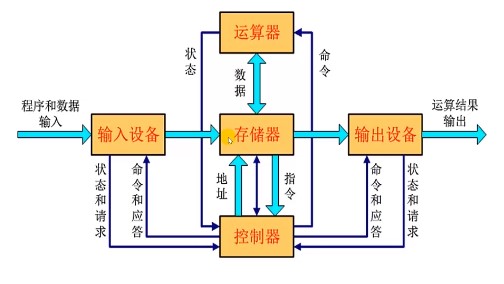 运算器
状态
数据
命令
程序和数据
输入
输入设备
存储器
输出设备
运算结果
输出
状态和请求
命令和应答
地址
指令
命令和应答
状态和请求
控制器